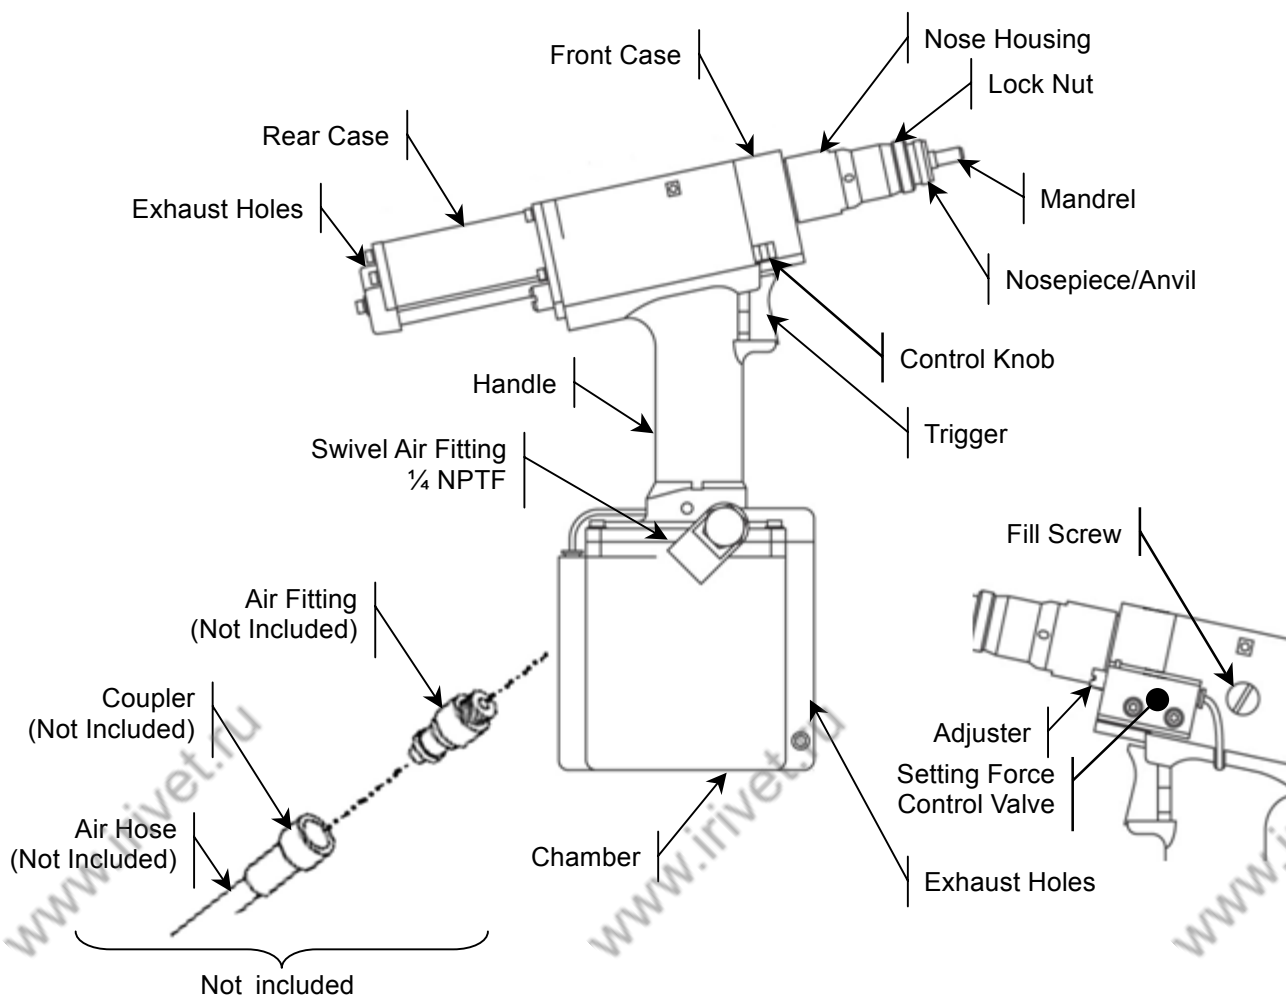 Nose Housing
Front Case
Lock Nut
Rear Case
Exhaust Holes
Mandrel
Nosepiece/Anvil
Control Knob
Handle
Trigger
Swivel Air Fitting
¼ NPTF
Fill Screw
Air Fitting
(Not Included)
Coupler
(Not Included)
Adjuster
Setting Force
Control Valve
Air Hose
(Not Included)
Chamber
Exhaust Holes
Not included
www.irivet.ru
www.irivet.ru
www.i